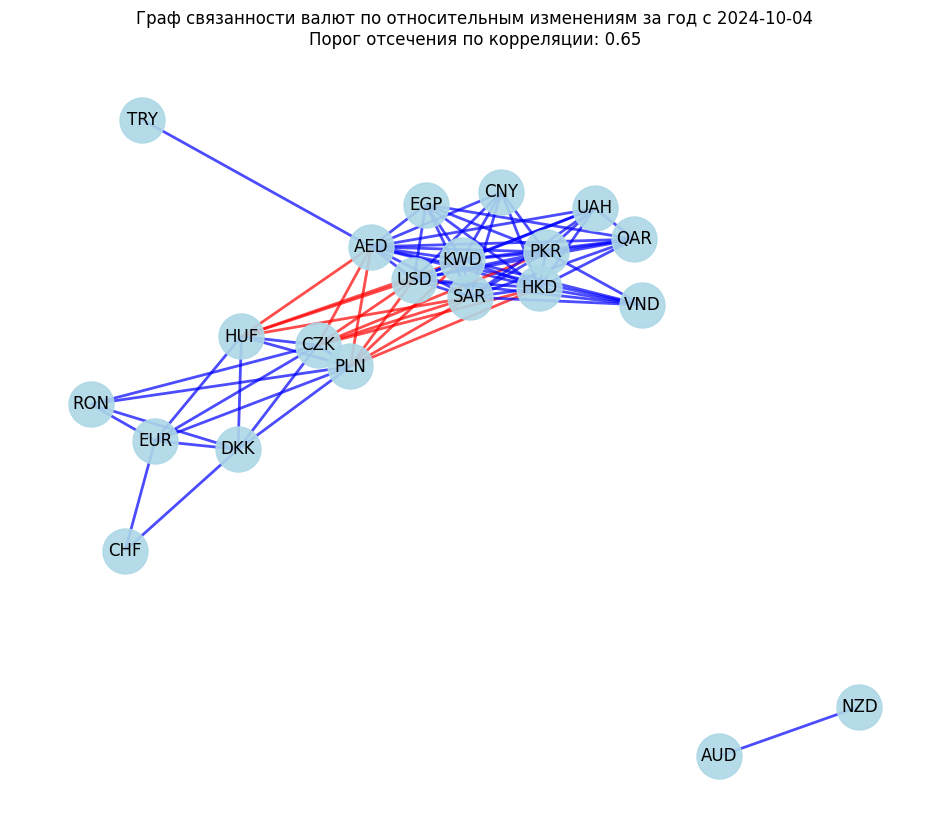 Граф связанности валют по относительным изменениям за год с 2024-10-04
Порог отсечения по корреляции: 0.65
TRY
CNY
EGP
UAH
QAR
AED
PKR
KWD
USD
HKD
SAR
VND
HUF
CZK
PLN
RON
EUR
DKK
CHF
NZD
AUD